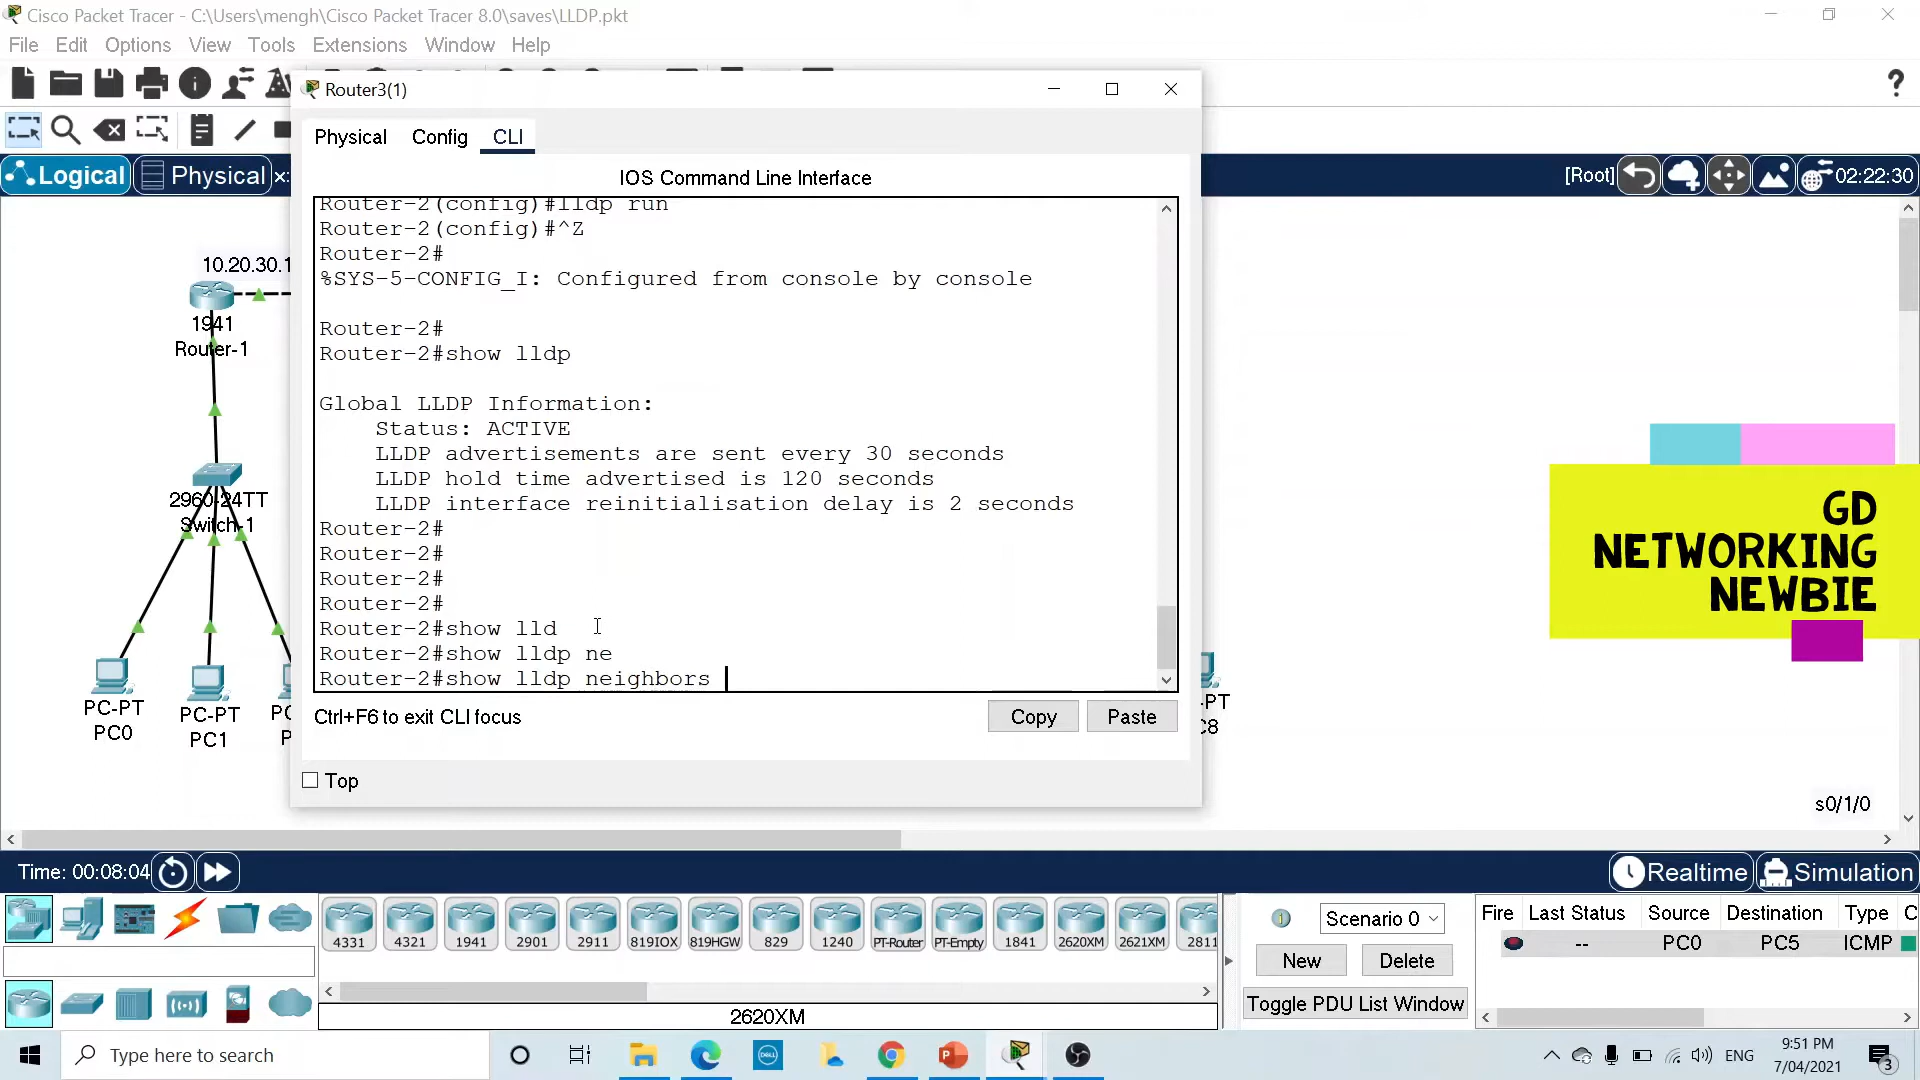 Cisco Packet Tracer - C:\Users\mengh\Cisco Packet Tracer 8.0\saves\LLDP.pkt
File Edit Options View Tools Extensions Window Help
Router3(1)
Physical Config CLI
Logical Physical
[Root] 02:22:30
IOS Command Line Interface
Router-2(config)#lldp run
Router-2(config)#^Z
Router-2#
%SYS-5-CONFIG_I: Configured from console by console
Router-2#
Router-2#show lldp
Global LLDP Information:
Status: ACTIVE
LLDP advertisements are sent every 30 seconds
LLDP hold time advertised is 120 seconds
LLDP interface reinitialisation delay is 2 seconds
Router-2#
Router-2#
Router-2#
Router-2#
Router-2#show lld
Router-2#show lldp ne
Router-2#show lldp neighbors
Ctrl+F6 to exit CLI focus
Copy Paste
Top
10.20.30.1
1941
Router-1
2960-24TT
Switch-1
PC-PT
PC0
PC-PT
PC1
GD
NETWORKING
NEWBIE
s0/1/0
Time: 00:08:04
Realtime Simulation
4331 4321 1941 2901 2911 819IOX 819HGW 829 1240 PT-Router PT-Empty 1841 2620XM 2621XM 2811
2620XM
Scenario 0
New Delete
Toggle PDU List Window
Fire Last Status Source Destination Type C
-- PC0 PC5 ICMP
Type here to search
DELL
ENG
9:51 PM
7/04/2021
3